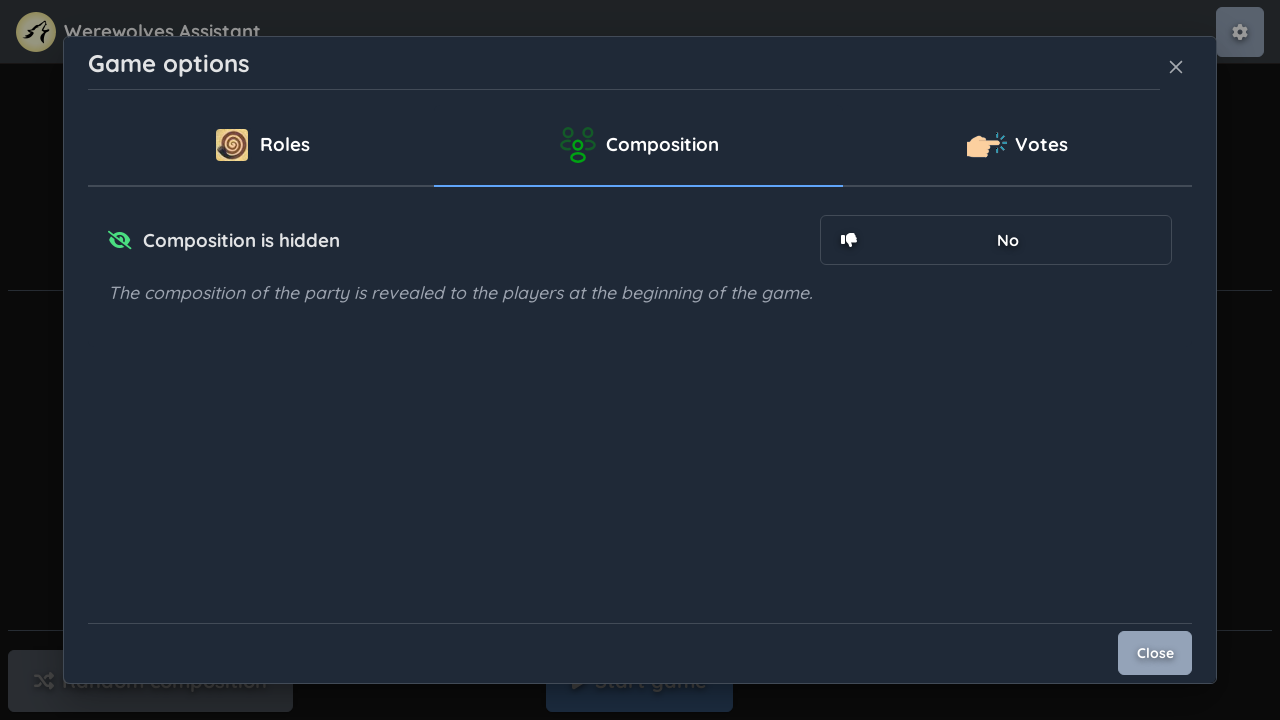 Werewolves Assistant
Game options
Roles
Composition
Votes
Composition is hidden
No
The composition of the party is revealed to the players at the beginning of the game.
Close
Random composition
Start game